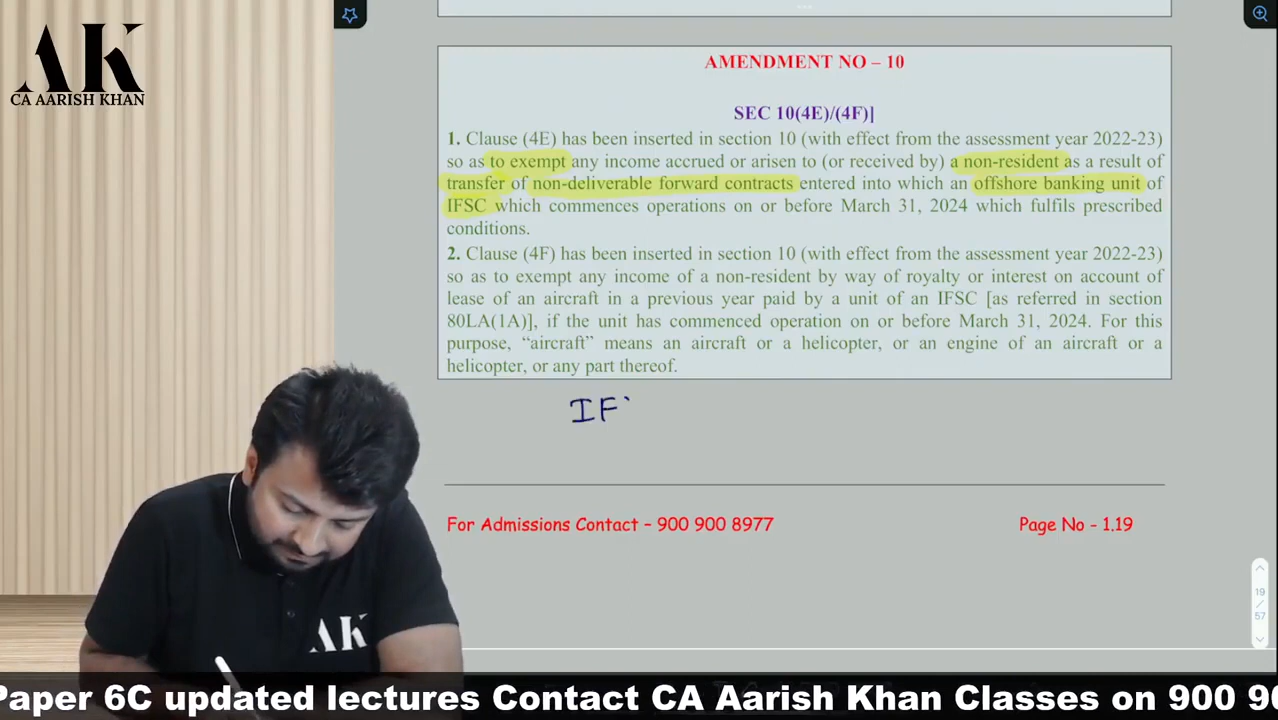 AK
CA AARISH KHAN
AMENDMENT NO – 10
SEC 10(4E)/(4F)]
1. Clause (4E) has been inserted in section 10 (with effect from the assessment year 2022-23)
so as to exempt any income accrued or arisen to (or received by) a non-resident as a result of
transfer of non-deliverable forward contracts entered into which an offshore banking unit of
IFSC which commences operations on or before March 31, 2024 which fulfils prescribed
conditions.
2. Clause (4F) has been inserted in section 10 (with effect from the assessment year 2022-23)
so as to exempt any income of a non-resident by way of royalty or interest on account of
lease of an aircraft in a previous year paid by a unit of an IFSC [as referred in section
80LA(1A)], if the unit has commenced operation on or before March 31, 2024. For this
purpose, “aircraft” means an aircraft or a helicopter, or an engine of an aircraft or a
helicopter, or any part thereof.
IF
For Admissions Contact – 900 900 8977
Page No - 1.19
19
/
57
AK
Paper 6C updated lectures Contact CA Aarish Khan Classes on 900 90